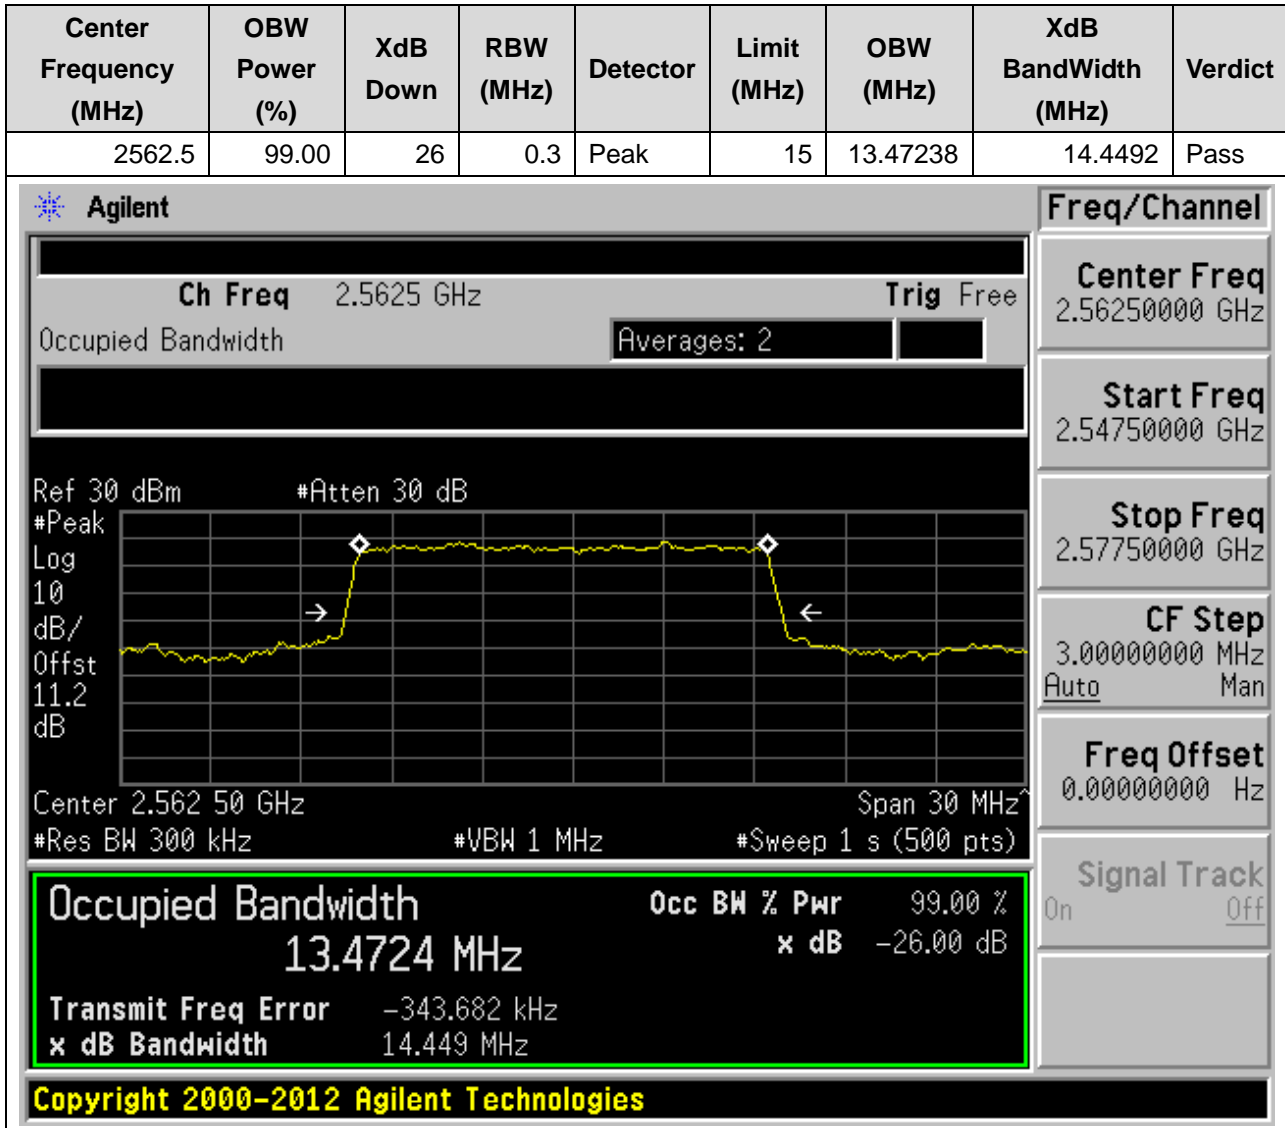 Center Frequency (MHz) OBW Power (%) XdB Down RBW (MHz) Detector Limit (MHz) OBW (MHz) XdB BandWidth (MHz) Verdict
2562.5 99.00 26 0.3 Peak 15 13.47238 14.4492 Pass
Agilent
Ch Freq 2.5625 GHz Trig Free
Occupied Bandwidth Averages: 2
Ref 30 dBm #Atten 30 dB
#Peak
Log
10
dB/
Offst
11.2
dB
Center 2.562 50 GHz Span 30 MHz^
#Res BW 300 kHz #VBW 1 MHz #Sweep 1 s (500 pts)
Occupied Bandwidth Occ BW % Pwr 99.00 %
13.4724 MHz x dB -26.00 dB
Transmit Freq Error -343.682 kHz
x dB Bandwidth 14.449 MHz
Copyright 2000-2012 Agilent Technologies
Freq/Channel
Center Freq
2.56250000 GHz
Start Freq
2.54750000 GHz
Stop Freq
2.57750000 GHz
CF Step
3.00000000 MHz
Auto Man
Freq Offset
0.00000000 Hz
Signal Track
On Off